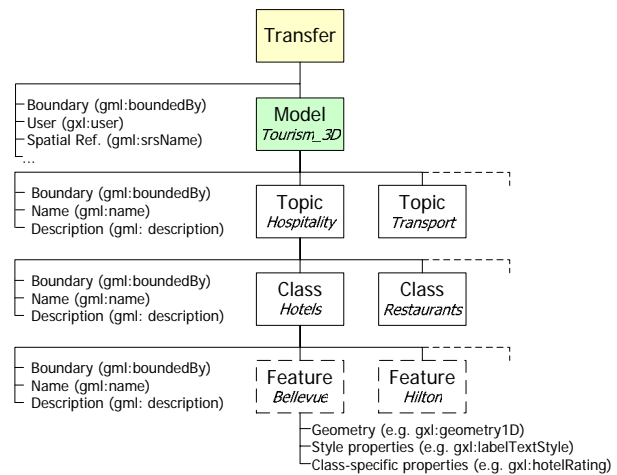 Transfer
Boundary (gml:boundedBy)
User (gxl:user)
Spatial Ref. (gml:srsName)
...
Model
Tourism_3D
Boundary (gml:boundedBy)
Name (gml:name)
Description (gml: description)
Topic
Hospitality
Topic
Transport
Boundary (gml:boundedBy)
Name (gml:name)
Description (gml: description)
Class
Hotels
Class
Restaurants
Boundary (gml:boundedBy)
Name (gml:name)
Description (gml: description)
Feature
Bellevue
Feature
Hilton
Geometry (e.g. gxl:geometry1D)
Style properties (e.g. gxl:labelTextStyle)
Class-specific properties (e.g. gxl:hotelRating)